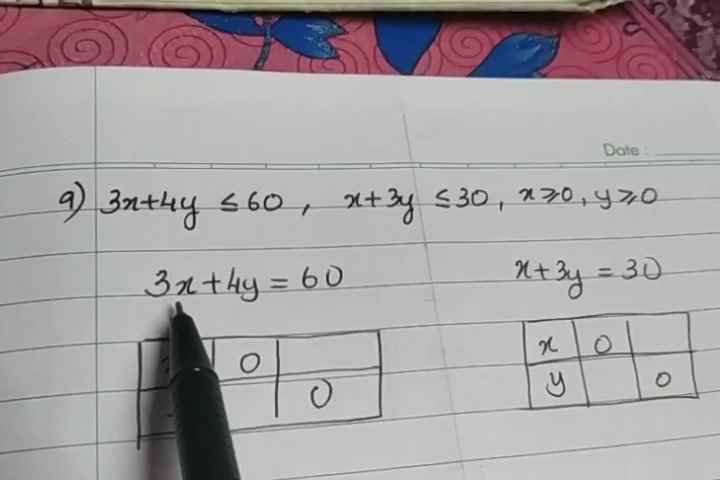 Date :
9) 3x+4y ≤ 60 , x+3y ≤ 30 , x ≥ 0 , y ≥ 0
3x+4y = 60 x+3y = 30
0 x 0
0 y 0